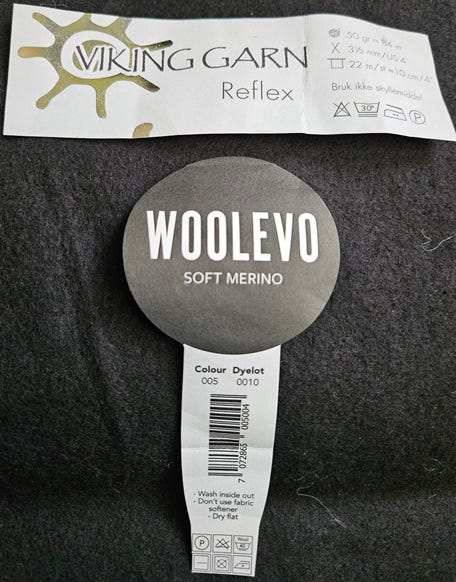 VIKING GARN
Reflex
50 gr = m
3½ mm/US 4
22 m/st =10 cm/4"
Bruk ikke skyllemiddel
30°
P
WOOLEVO
SOFT MERINO
Colour Dyelot
005 0010
7 072865 005004
- Wash inside out
- Don't use fabric
softener
- Dry flat
P
Wool
40